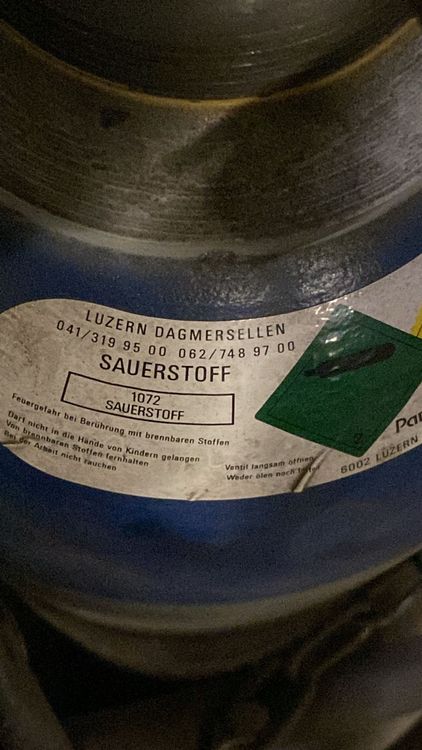 LUZERN DAGMERSELLEN
041/319 95 00 062/748 97 00
SAUERSTOFF
1072
SAUERSTOFF
Feuergefahr bei Berührung mit brennbaren Stoffen
Darf nicht in die Hände von Kindern gelangen
Von brennbaren Stoffen fernhalten
Bei der Arbeit nicht rauchen
Ventil langsam öffnen
Weder ölen noch fetten
2
Pan
6002 LUZERN